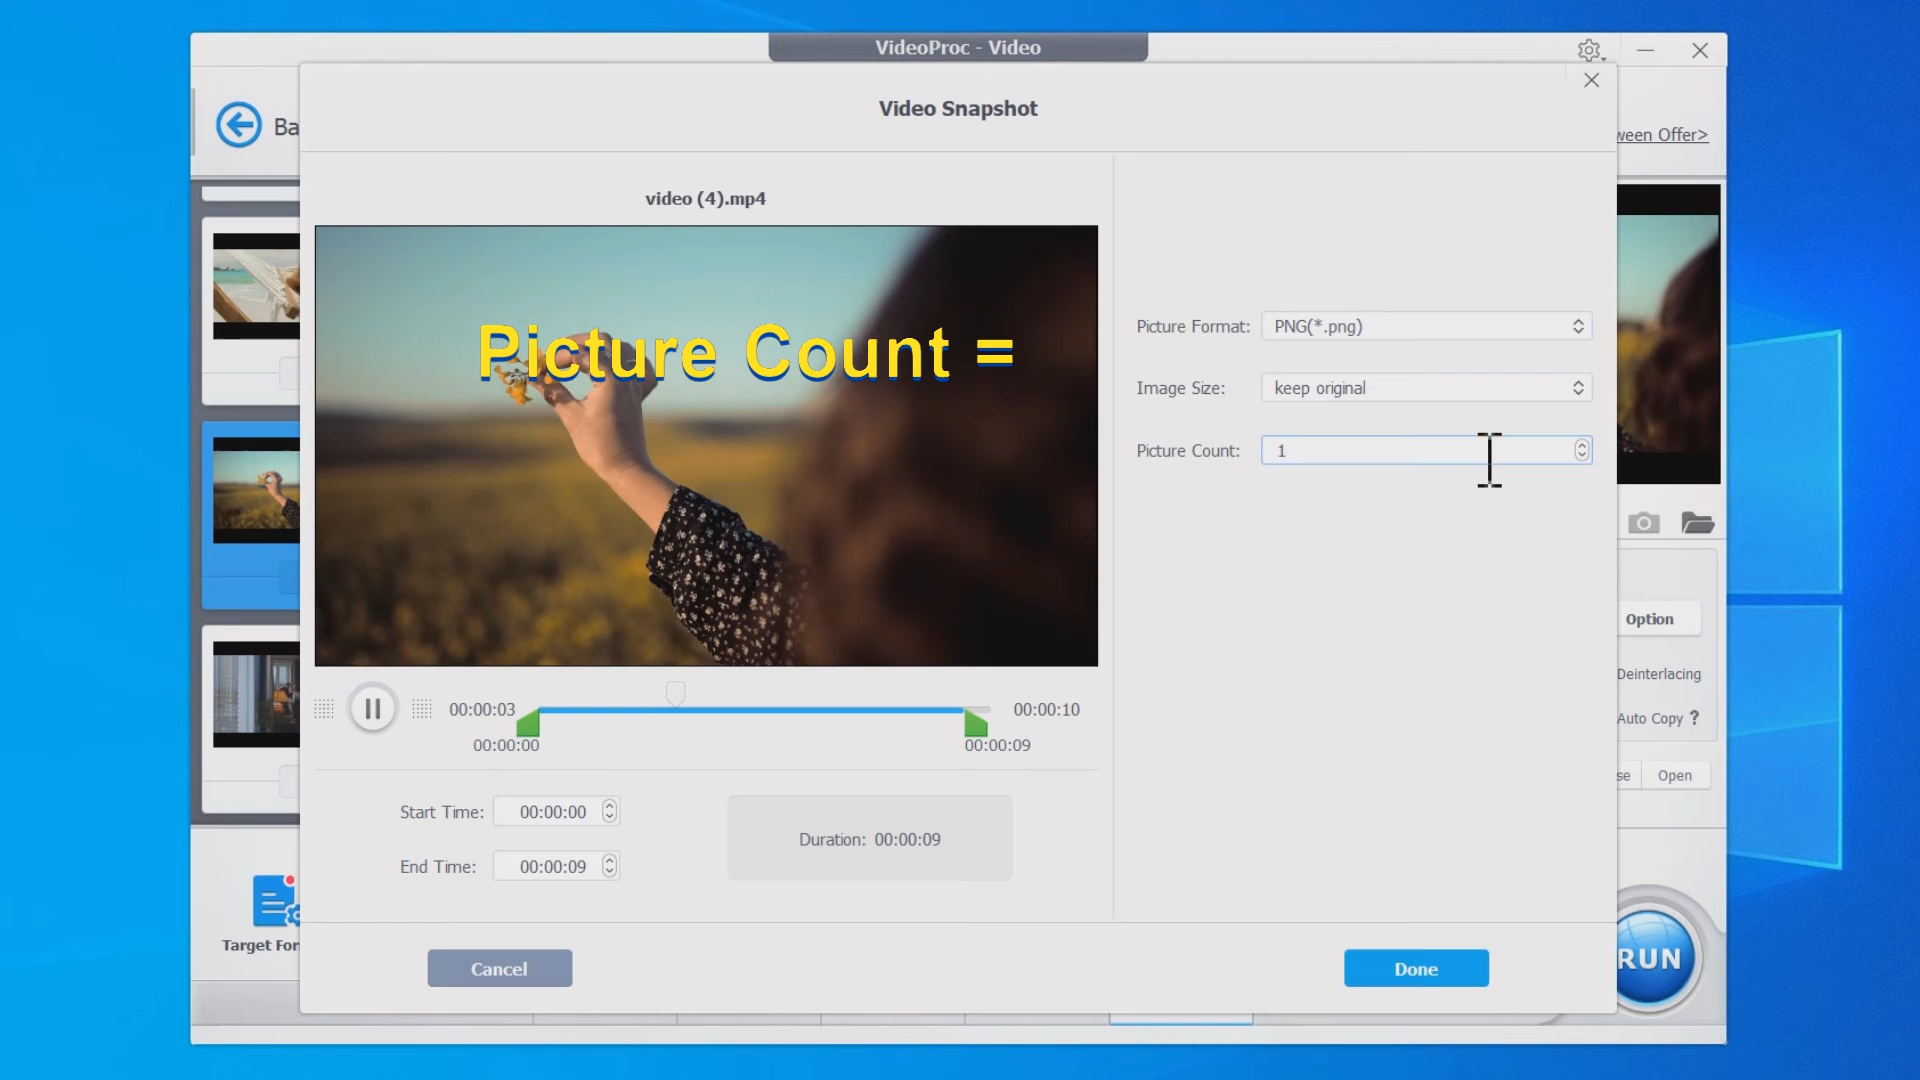 VideoProc - Video
Video Snapshot
Ba
ween Offer>
video (4).mp4
Picture Count =
Picture Format: PNG(*.png)
Image Size: keep original
Picture Count: 1
Option
Deinterlacing
Auto Copy ?
se Open
00:00:03
00:00:10
00:00:00
00:00:09
Start Time: 00:00:00
End Time: 00:00:09
Duration: 00:00:09
Target For
Cancel
Done
RUN